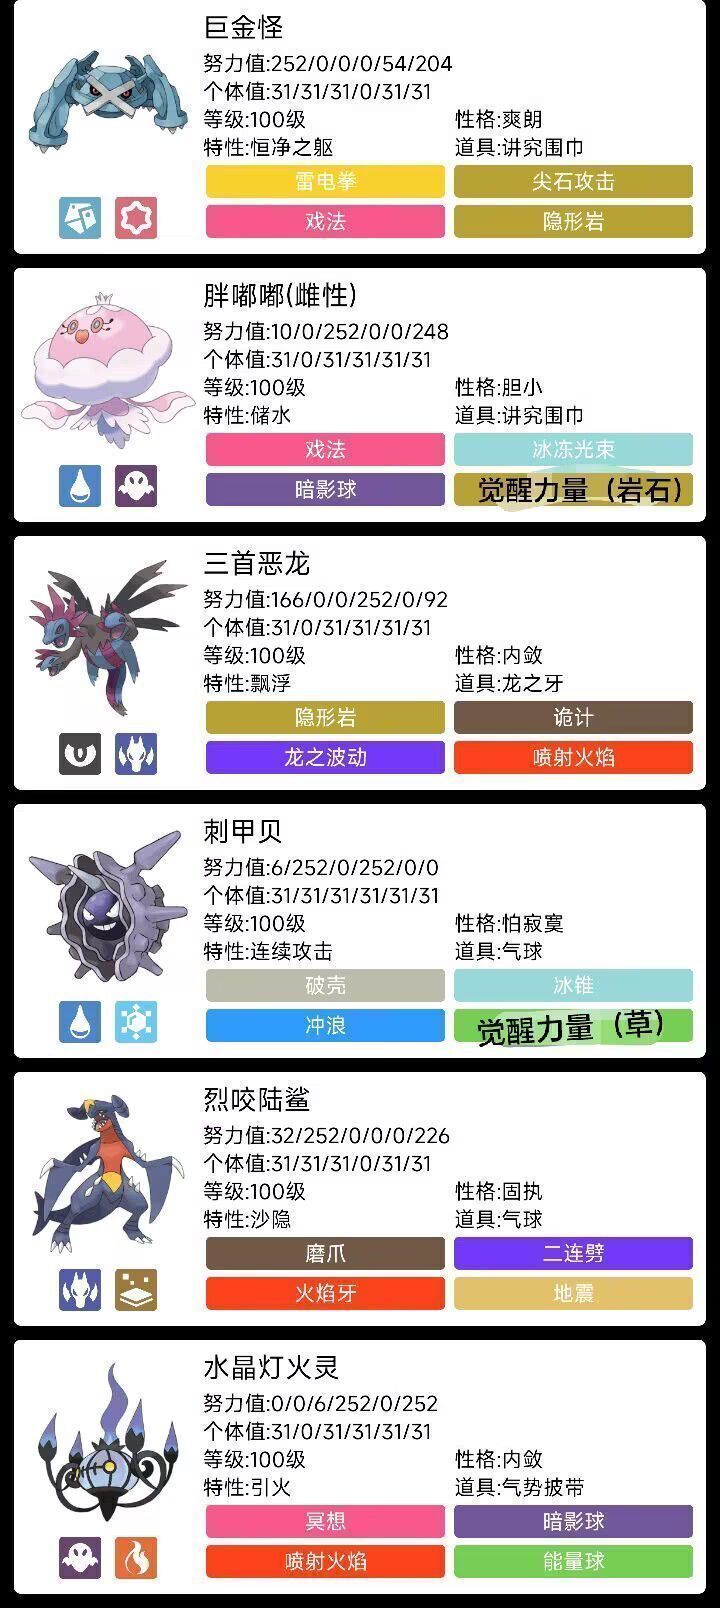 巨金怪
努力值:252/0/0/0/54/204
个体值:31/31/31/0/31/31
等级:100级 性格:爽朗
特性:恒净之躯 道具:讲究围巾
雷电拳 尖石攻击
戏法 隐形岩
胖嘟嘟(雌性)
努力值:10/0/252/0/0/248
个体值:31/0/31/31/31/31
等级:100级 性格:胆小
特性:储水 道具:讲究围巾
戏法 冰冻光束
暗影球 觉醒力量（岩石）
三首恶龙
努力值:166/0/0/252/0/92
个体值:31/0/31/31/31/31
等级:100级 性格:内敛
特性:飘浮 道具:龙之牙
隐形岩 诡计
龙之波动 喷射火焰
刺甲贝
努力值:6/252/0/252/0/0
个体值:31/31/31/31/31/31
等级:100级 性格:怕寂寞
特性:连续攻击 道具:气球
破壳 冰锥
冲浪 觉醒力量（草）
烈咬陆鲨
努力值:32/252/0/0/0/226
个体值:31/31/31/0/31/31
等级:100级 性格:固执
特性:沙隐 道具:气球
磨爪 二连劈
火焰牙 地震
水晶灯火灵
努力值:0/0/6/252/0/252
个体值:31/0/31/31/31/31
等级:100级 性格:内敛
特性:引火 道具:气势披带
冥想 暗影球
喷射火焰 能量球